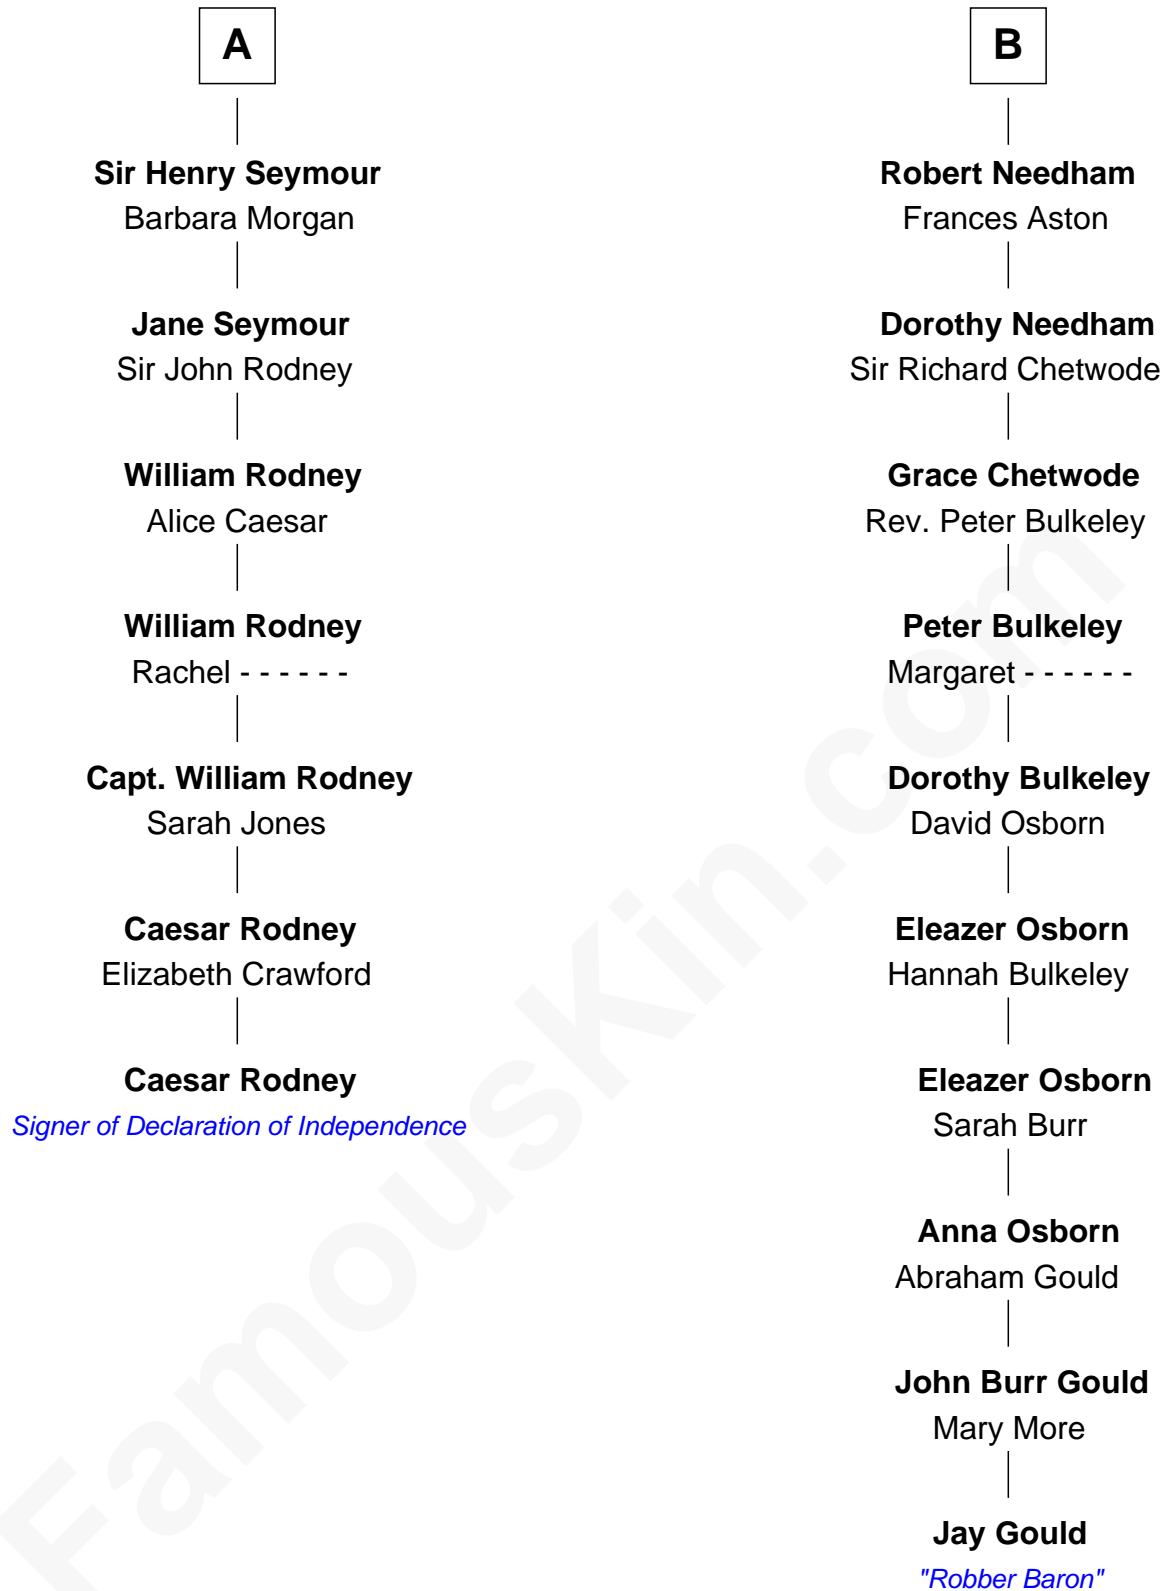 A
Sir Henry Seymour
Barbara Morgan
Jane Seymour
Sir John Rodney
William Rodney
Alice Caesar
William Rodney
Rachel - - - - - -
Capt. William Rodney
Sarah Jones
Caesar Rodney
Elizabeth Crawford
Caesar Rodney
Signer of Declaration of Independence
B
Robert Needham
Frances Aston
Dorothy Needham
Sir Richard Chetwode
Grace Chetwode
Rev. Peter Bulkeley
Peter Bulkeley
Margaret - - - - - -
Dorothy Bulkeley
David Osborn
Eleazer Osborn
Hannah Bulkeley
Eleazer Osborn
Sarah Burr
Anna Osborn
Abraham Gould
John Burr Gould
Mary More
Jay Gould
"Robber Baron"
FamousKin.com